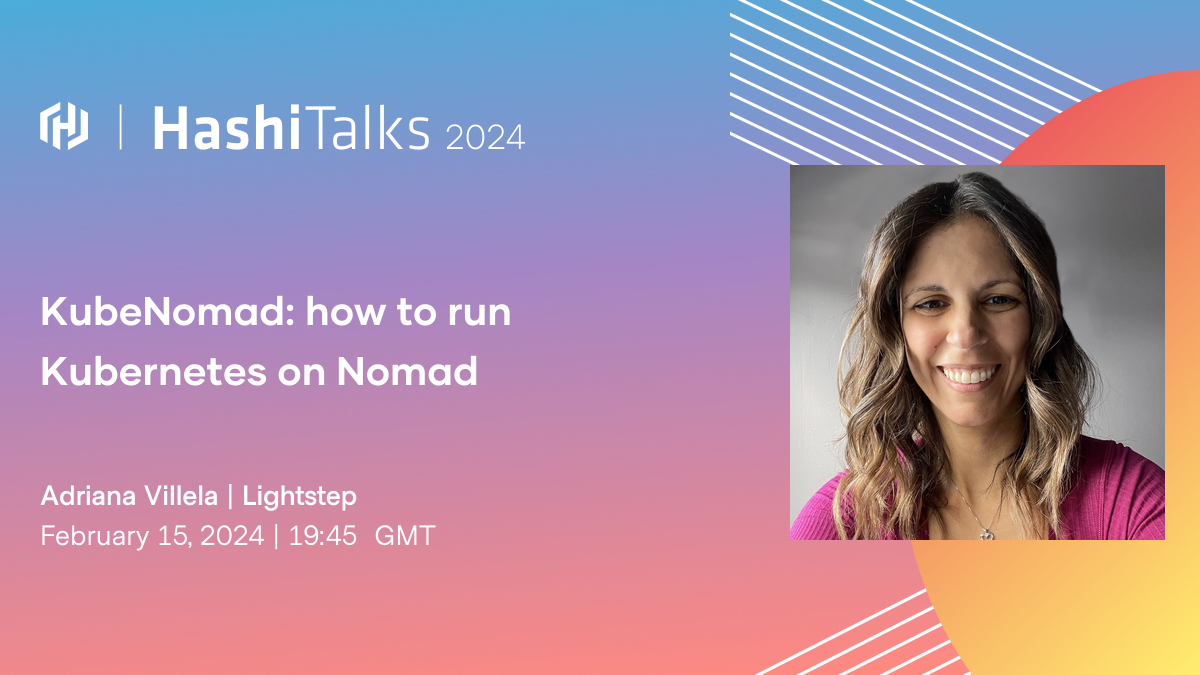 HashiTalks 2024
KubeNomad: how to run
Kubernetes on Nomad
Adriana Villela | Lightstep
February 15, 2024 | 19:45 GMT